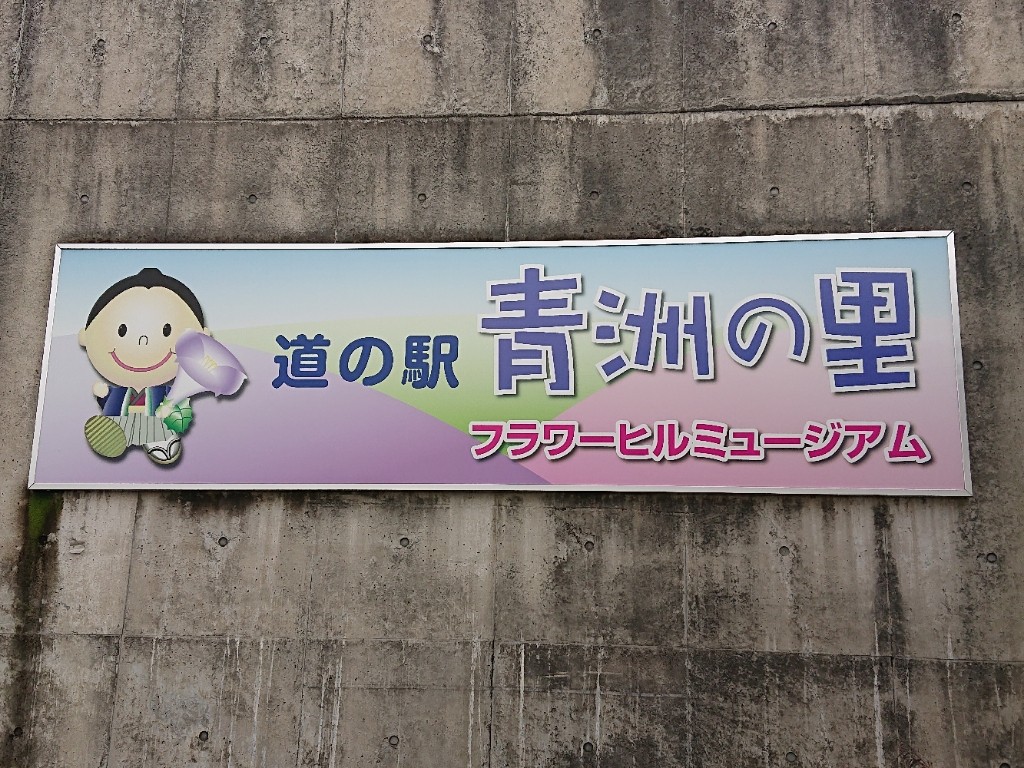 道の駅 青洲の里
フラワーヒルミュージアム